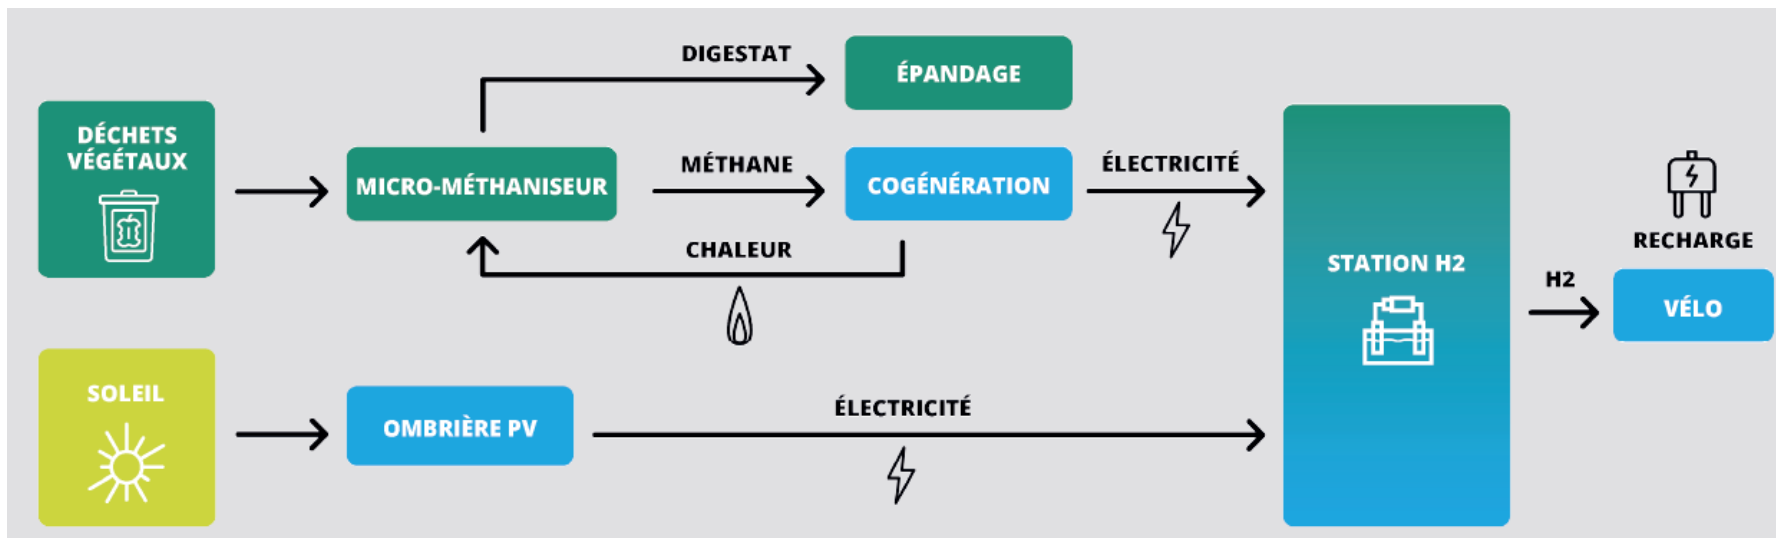 DIGESTAT
ÉPANDAGE
DÉCHETS
VÉGÉTAUX
MICRO-MÉTHANISEUR
MÉTHANE
COGÉNÉRATION
ÉLECTRICITÉ
CHALEUR
STATION H2
RECHARGE
H2
VÉLO
SOLEIL
OMBRIÈRE PV
ÉLECTRICITÉ